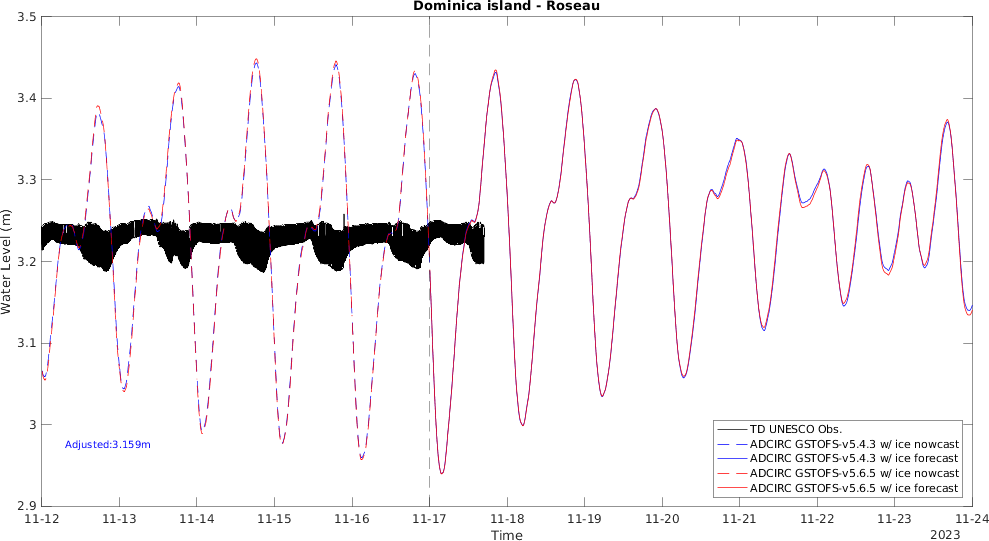 Dominica island - Roseau
3.5
3.4
3.3
3.2
3.1
3
2.9
Water Level (m)
Adjusted:3.159m
TD UNESCO Obs.
ADCIRC GSTOFS-v5.4.3 w/ ice nowcast
ADCIRC GSTOFS-v5.4.3 w/ ice forecast
ADCIRC GSTOFS-v5.6.5 w/ ice nowcast
ADCIRC GSTOFS-v5.6.5 w/ ice forecast
11-12 11-13 11-14 11-15 11-16 11-17 11-18 11-19 11-20 11-21 11-22 11-23 11-24
Time
2023